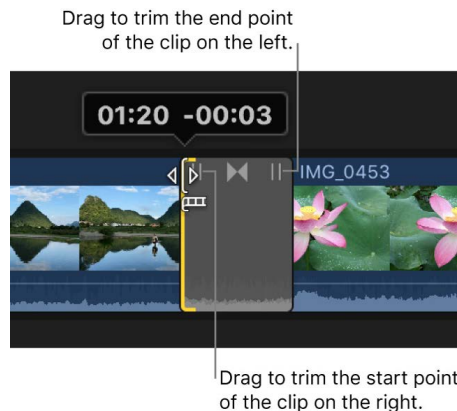 Drag to trim the end point
of the clip on the left.
01:20 -00:03
IMG_0453
Drag to trim the start point
of the clip on the right.